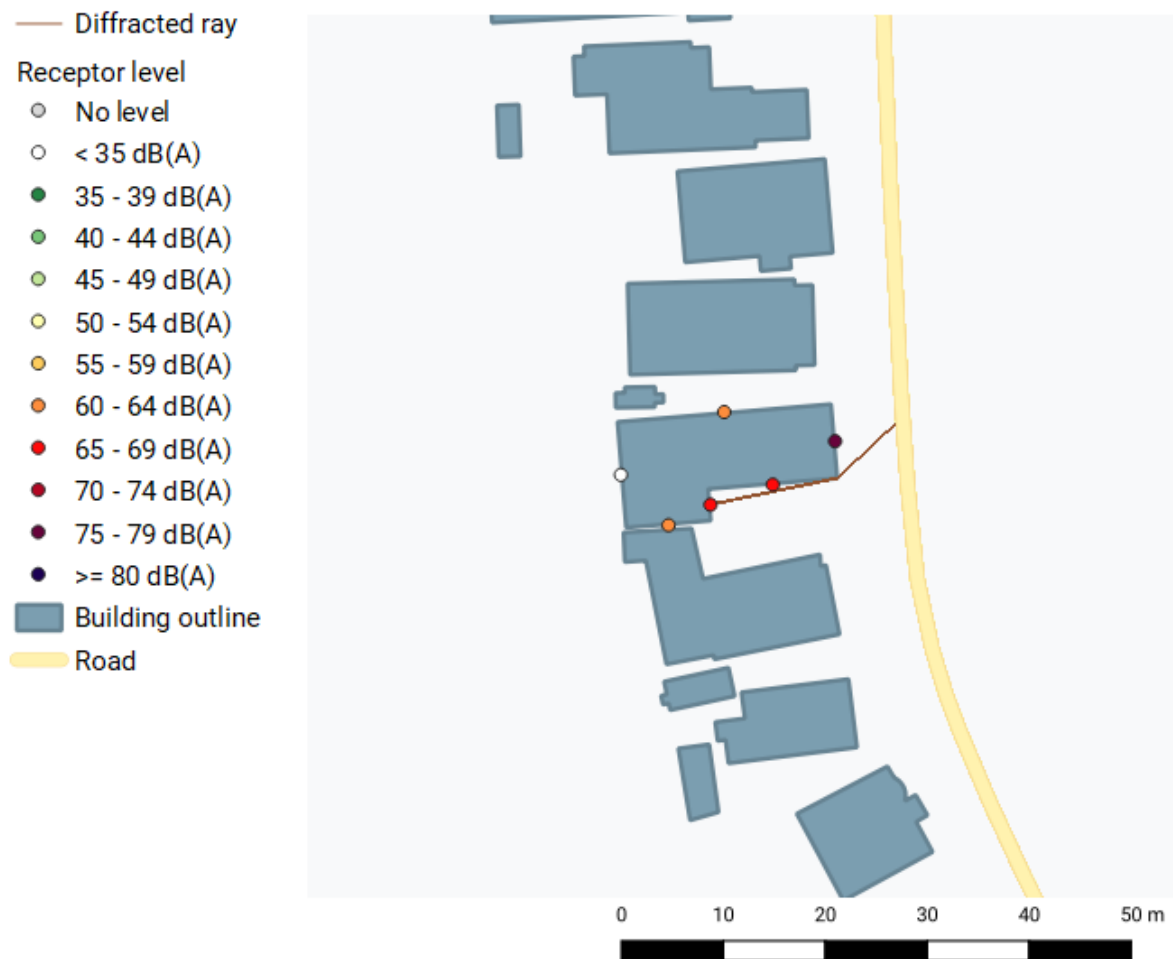 Diffracted ray
Receptor level
No level
< 35 dB(A)
35 - 39 dB(A)
40 - 44 dB(A)
45 - 49 dB(A)
50 - 54 dB(A)
55 - 59 dB(A)
60 - 64 dB(A)
65 - 69 dB(A)
70 - 74 dB(A)
75 - 79 dB(A)
>= 80 dB(A)
Building outline
Road
0 10 20 30 40 50 m